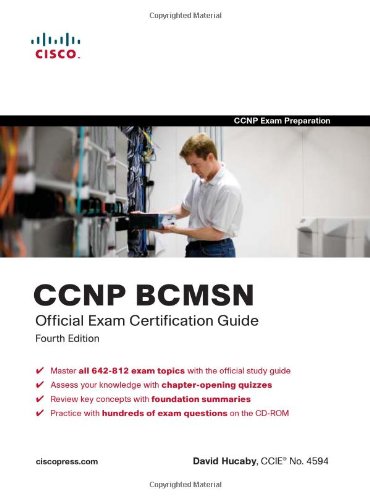 Copyrighted Material
CISCO.
CCNP Exam Preparation
CCNP BCMSN
Official Exam Certification Guide
Fourth Edition
✔ Master all 642-812 exam topics with the official study guide
✔ Assess your knowledge with chapter-opening quizzes
✔ Review key concepts with foundation summaries
✔ Practice with hundreds of exam questions on the CD-ROM
ciscopress.com David Hucaby, CCIE® No. 4594
Copyrighted Material